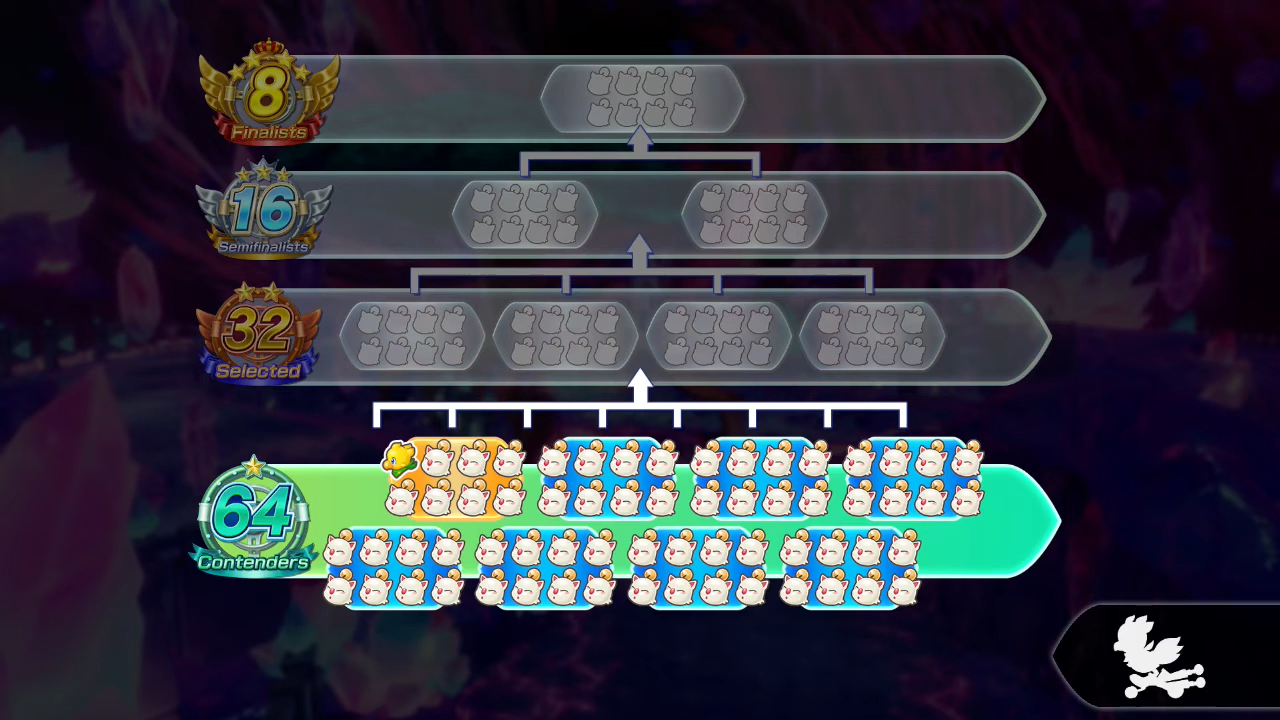 8
Finalists
16
Semifinalists
32
Selected
64
Contenders